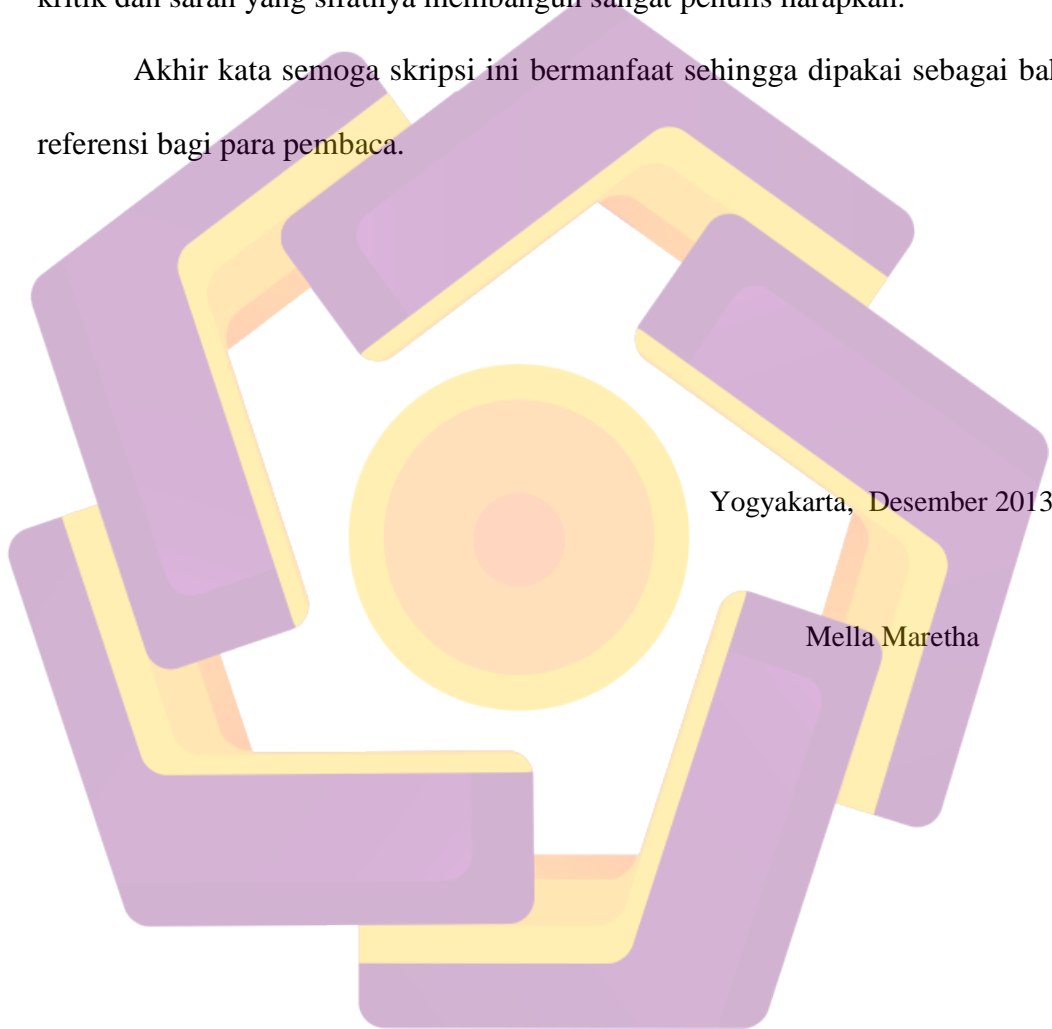 kritik dan saran yang sifatnya membangun sangat penulis harapkan.
Akhir kata semoga skripsi ini bermanfaat sehingga dipakai sebagai
referensi bagi para pembaca.
Yogyakarta, Desember 2013
Mella Maretha